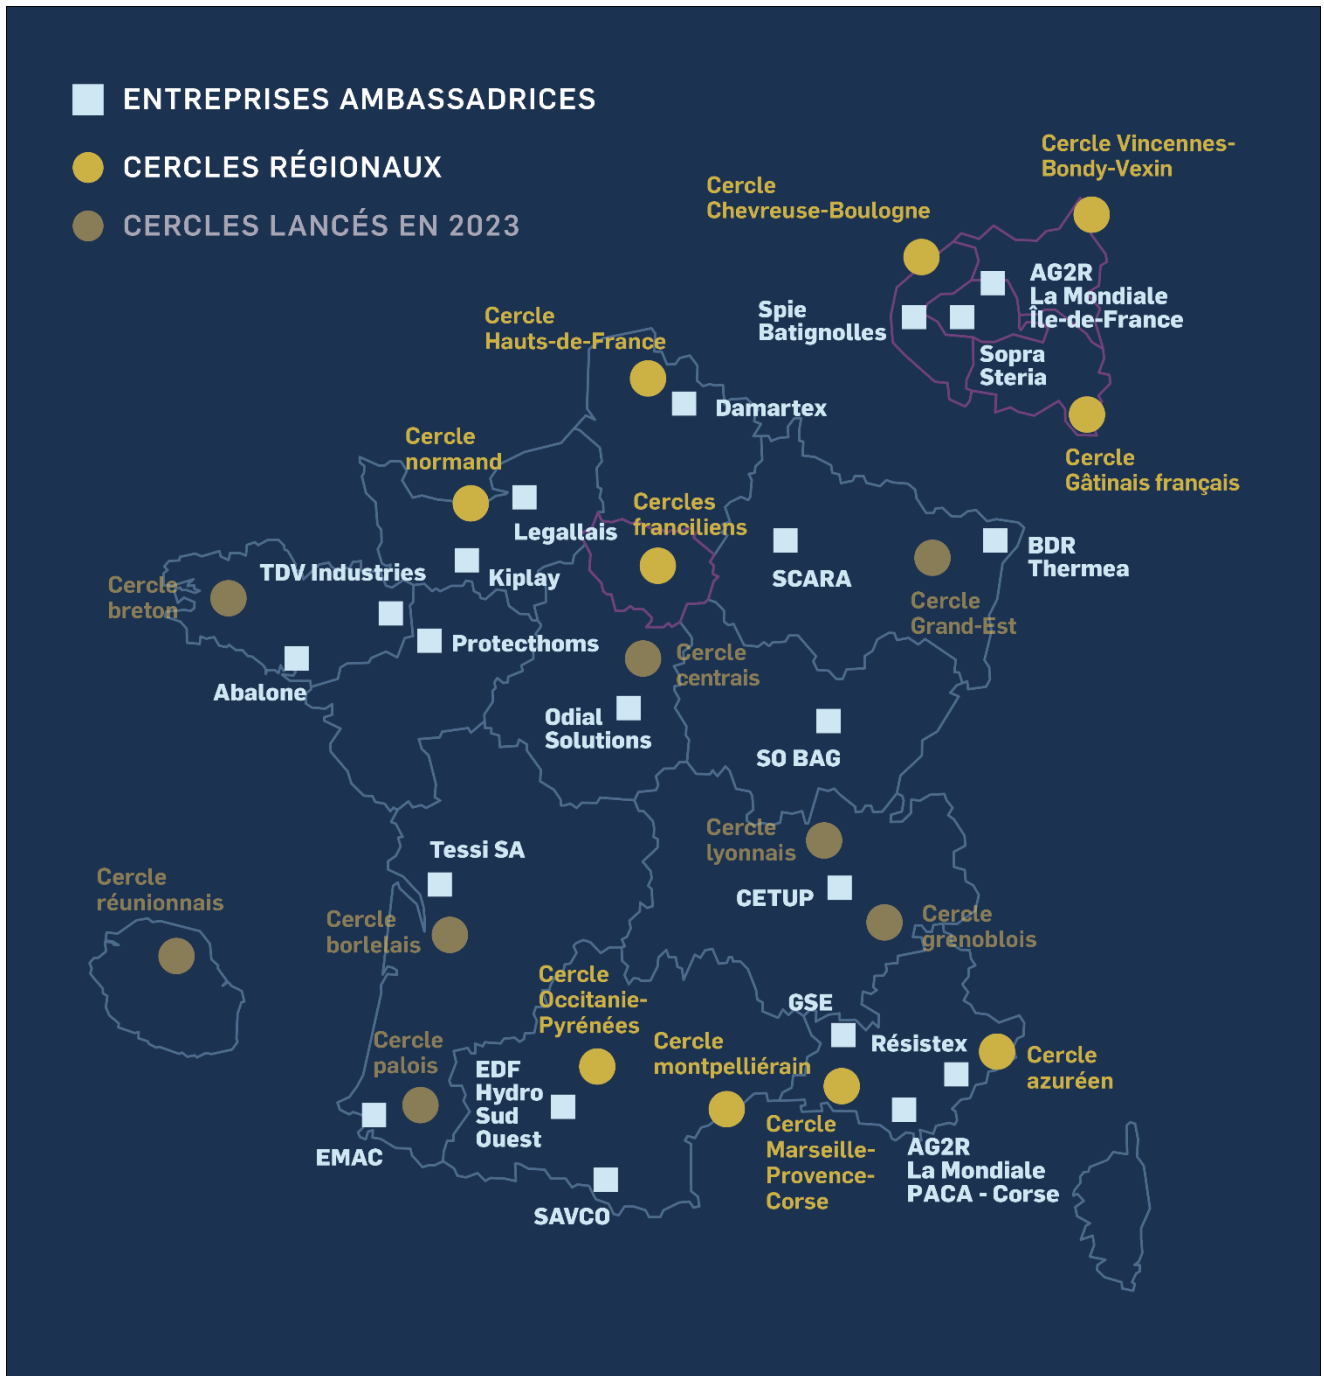 ENTREPRISES AMBASSADRICES
CERCLES RÉGIONAUX
CERCLES LANCÉS EN 2023
Cercle Vincennes-
Bondy-Vexin
Cercle
Chevreuse-Boulogne
AG2R
La Mondiale
Île-de-France
Spie
Batignolles
Sopra
Steria
Cercle
Gâtinais français
Cercle
Hauts-de-France
Damartex
Cercle
normand
Legallais
Cercles
franciliens
Kiplay
SCARA
BDR
Thermea
Cercle
Grand-Est
Cercle
breton
TDV Industries
Protecthoms
Abalone
Cercle
centrais
Odial
Solutions
SO BAG
Tessi SA
Cercle
lyonnais
CETUP
Cercle
réunionnais
Cercle
borlelais
Cercle
grenoblois
Cercle
Occitanie-
Pyrénées
GSE
Cercle
palois
EDF
Hydro
Sud
Ouest
Cercle
montpelliérain
Résistex
Cercle
azuréen
EMAC
Cercle
Marseille-
Provence-
Corse
AG2R
La Mondiale
PACA - Corse
SAVCO